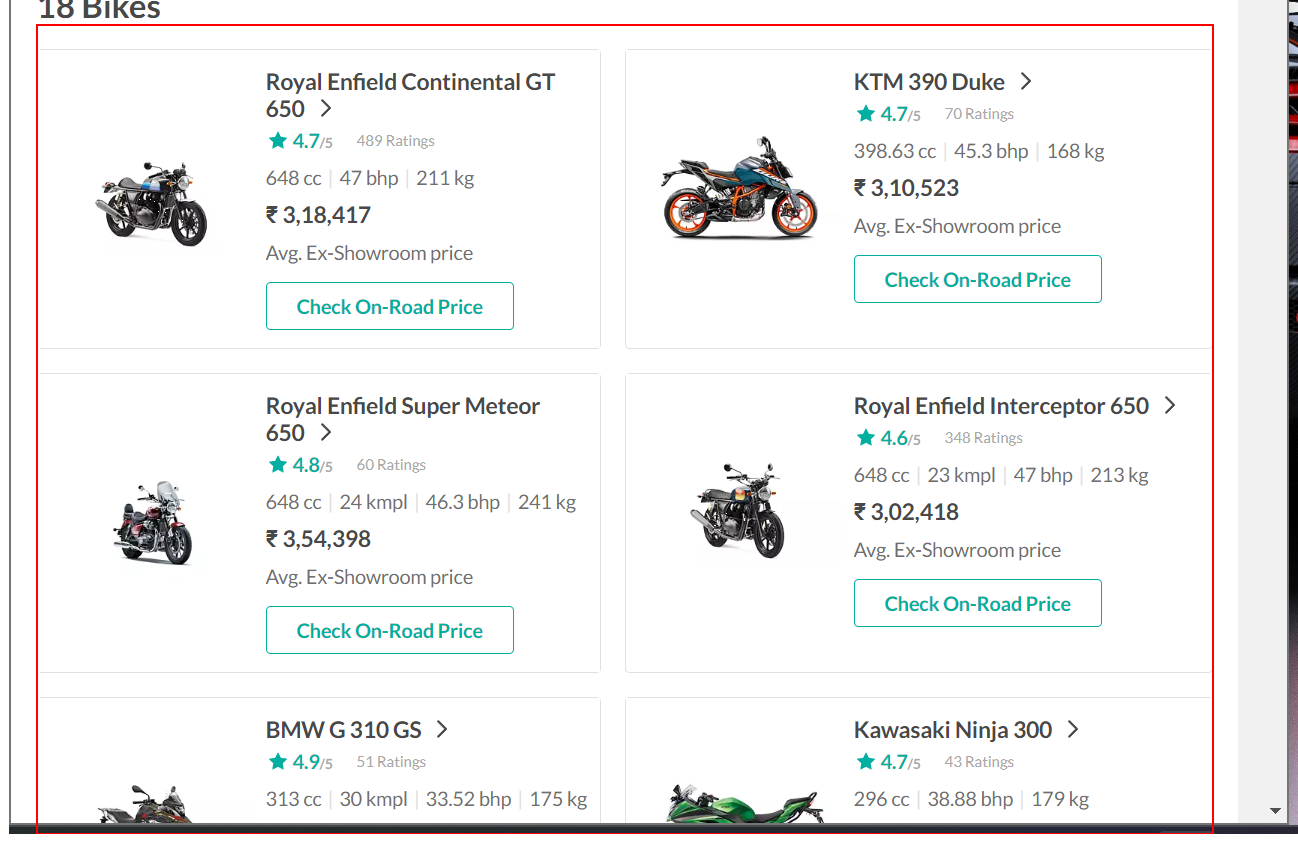 18 Bikes
Royal Enfield Continental GT
650
4.7/5 489 Ratings
648 cc | 47 bhp | 211 kg
₹ 3,18,417
Avg. Ex-Showroom price
Check On-Road Price
KTM 390 Duke
4.7/5 70 Ratings
398.63 cc | 45.3 bhp | 168 kg
₹ 3,10,523
Avg. Ex-Showroom price
Check On-Road Price
Royal Enfield Super Meteor
650
4.8/5 60 Ratings
648 cc | 24 kmpl | 46.3 bhp | 241 kg
₹ 3,54,398
Avg. Ex-Showroom price
Check On-Road Price
Royal Enfield Interceptor 650
4.6/5 348 Ratings
648 cc | 23 kmpl | 47 bhp | 213 kg
₹ 3,02,418
Avg. Ex-Showroom price
Check On-Road Price
BMW G 310 GS
4.9/5 51 Ratings
313 cc | 30 kmpl | 33.52 bhp | 175 kg
Kawasaki Ninja 300
4.7/5 43 Ratings
296 cc | 38.88 bhp | 179 kg